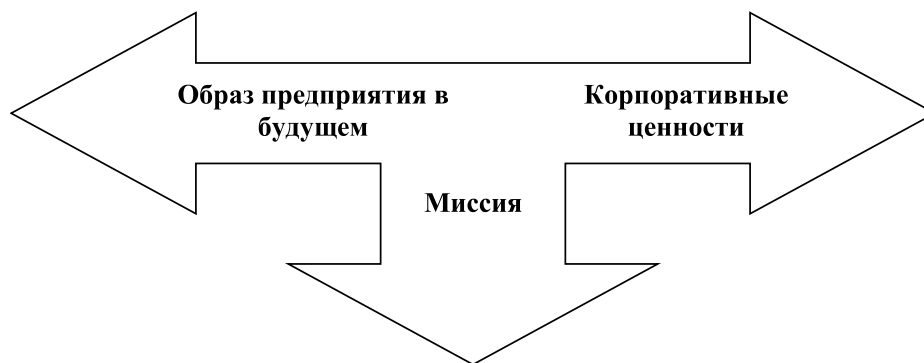 Образ предприятия в
будущем
Корпоративные
ценности
Миссия